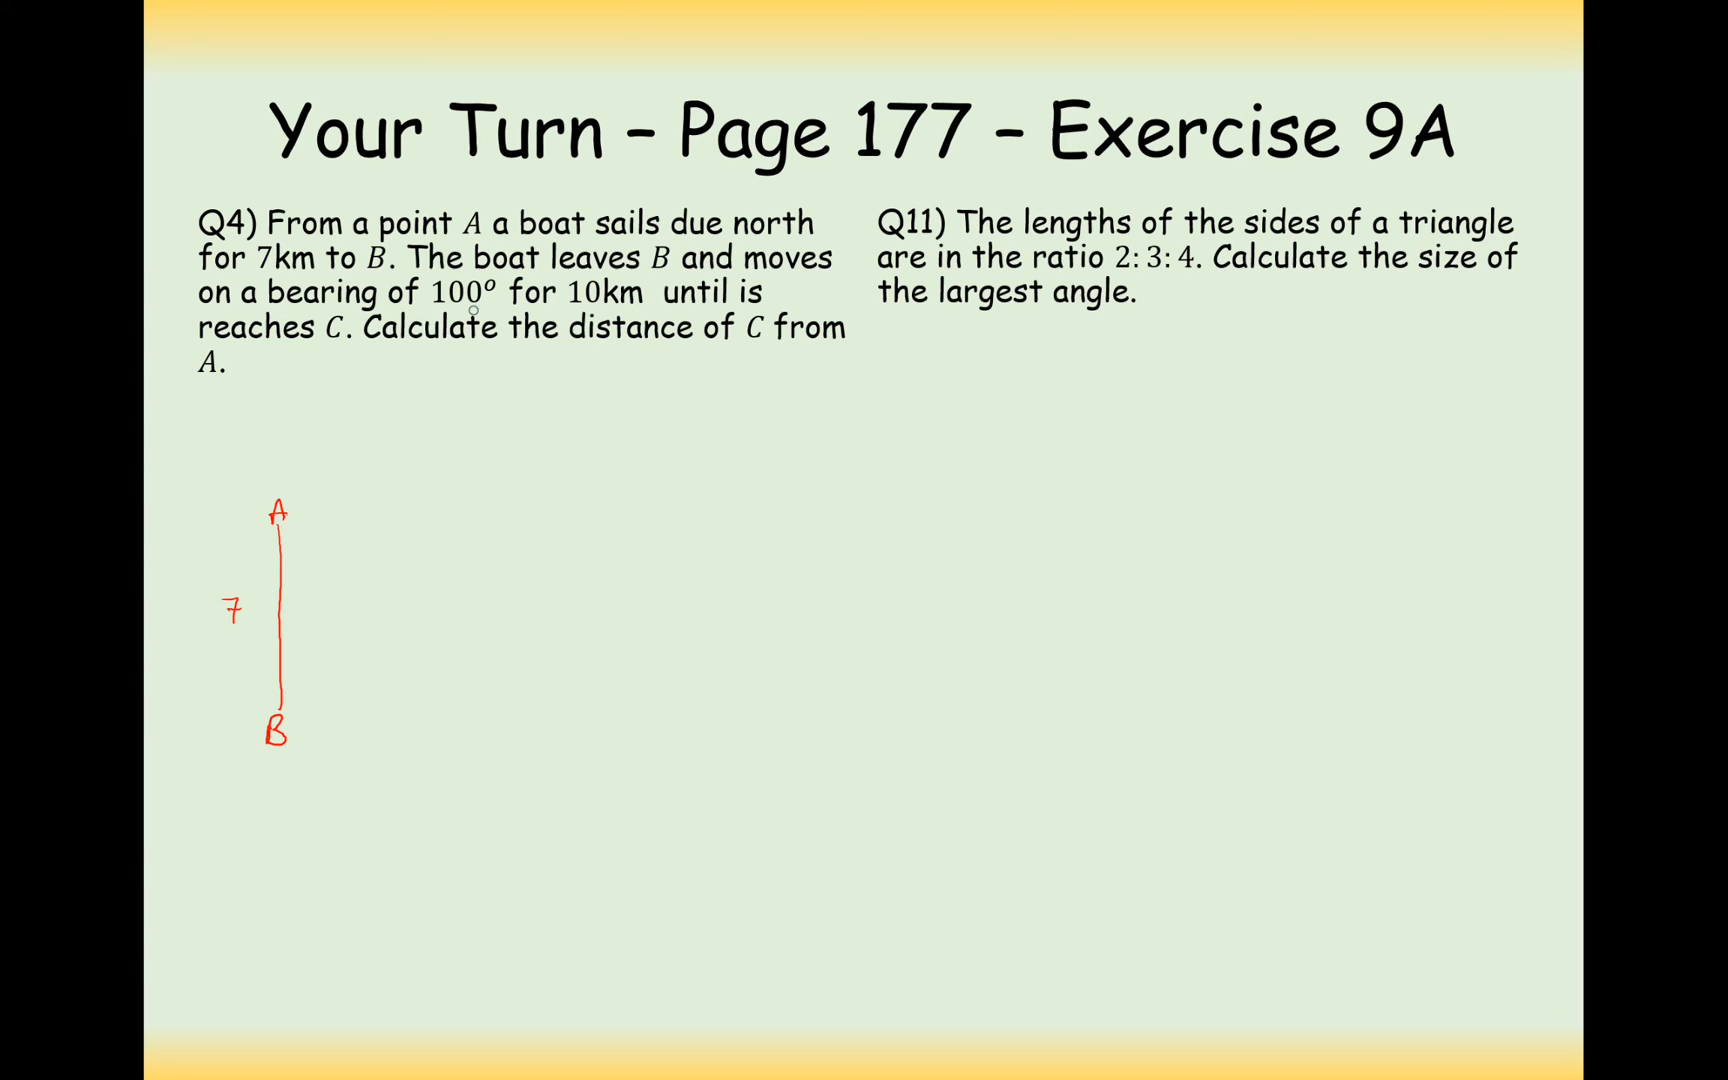 Your Turn – Page 177 – Exercise 9A
Q4) From a point A a boat sails due north
for 7km to B. The boat leaves B and moves
on a bearing of 100° for 10km until is
reaches C. Calculate the distance of C from
A.
Q11) The lengths of the sides of a triangle
are in the ratio 2: 3: 4. Calculate the size of
the largest angle.
A
7
B